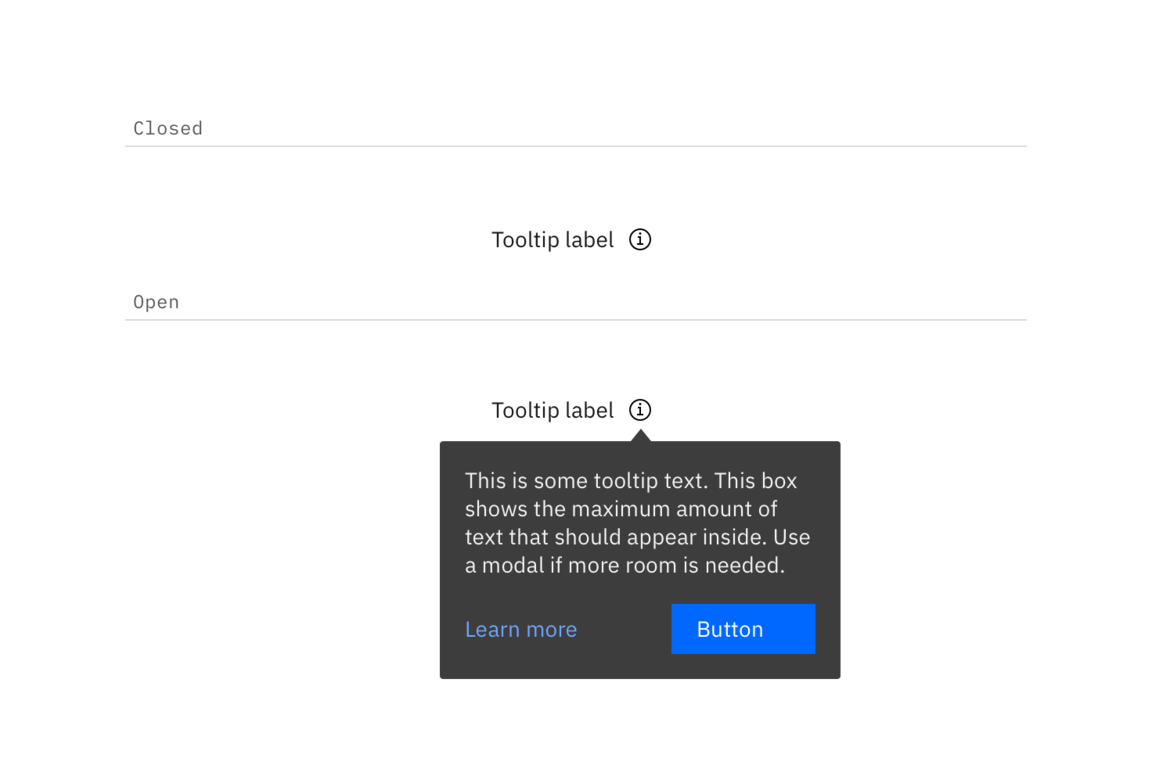 Closed
Tooltip label
Open
Tooltip label
This is some tooltip text. This box
shows the maximum amount of
text that should appear inside. Use
a modal if more room is needed.
Learn more
Button